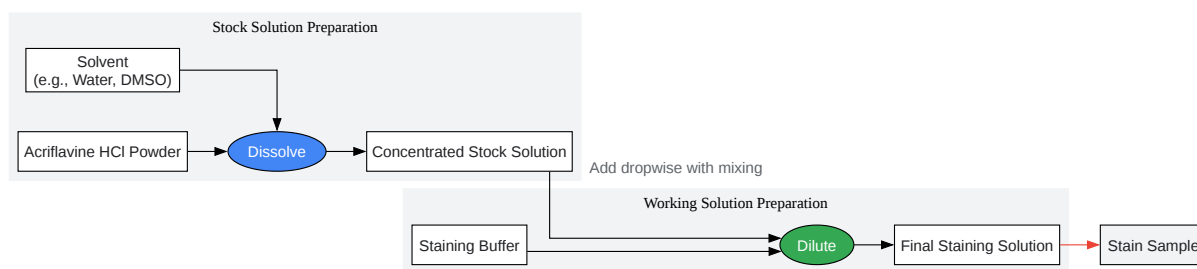 Stock Solution Preparation
Solvent
(e.g., Water, DMSO)
Acriflavine HCl Powder
Dissolve
Concentrated Stock Solution
Add dropwise with mixing
Working Solution Preparation
Staining Buffer
Dilute
Final Staining Solution
Stain Sample